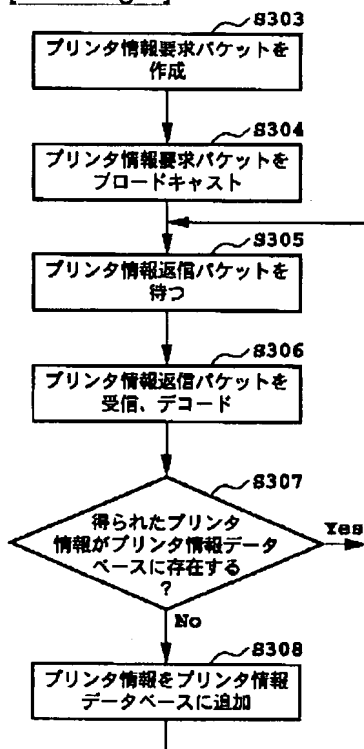 S303
プリンタ情報要求パケットを
作成
S304
プリンタ情報要求パケットを
ブロードキャスト
S305
プリンタ情報返信パケットを
待つ
S306
プリンタ情報返信パケットを
受信、デコード
S307
得られたプリンタ
情報がプリンタ情報データ
ベースに存在する
?
Yes
No
S308
プリンタ情報をプリンタ情報
データベースに追加